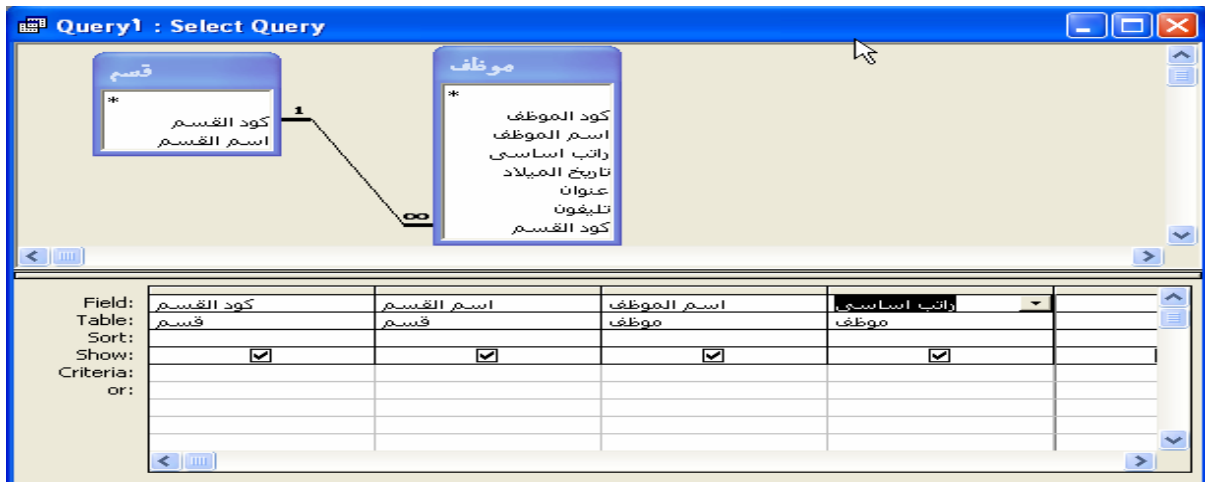 Query1 : Select Query
قسم
*
كود القسم
اسم القسم
1
∞
موظف
*
كود الموظف
اسم الموظف
راتب اساسى
تاريخ الميلاد
عنوان
تليفون
كود القسم
Field: كود القسم اسم القسم اسم الموظف راتب اساسى
Table: قسم قسم موظف موظف
Sort:
Show:
Criteria:
or: